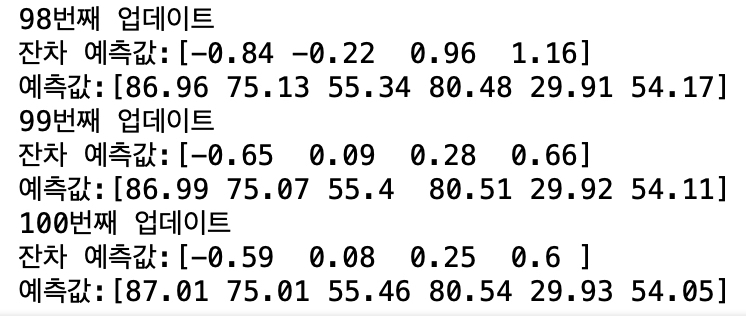 98번째 업데이트
잔차 예측값:[-0.84 -0.22  0.96  1.16]
예측값:[86.96 75.13 55.34 80.48 29.91 54.17]
99번째 업데이트
잔차 예측값:[-0.65  0.09  0.28  0.66]
예측값:[86.99 75.07 55.4  80.51 29.92 54.11]
100번째 업데이트
잔차 예측값:[-0.59  0.08  0.25  0.6 ]
예측값:[87.01 75.01 55.46 80.54 29.93 54.05]